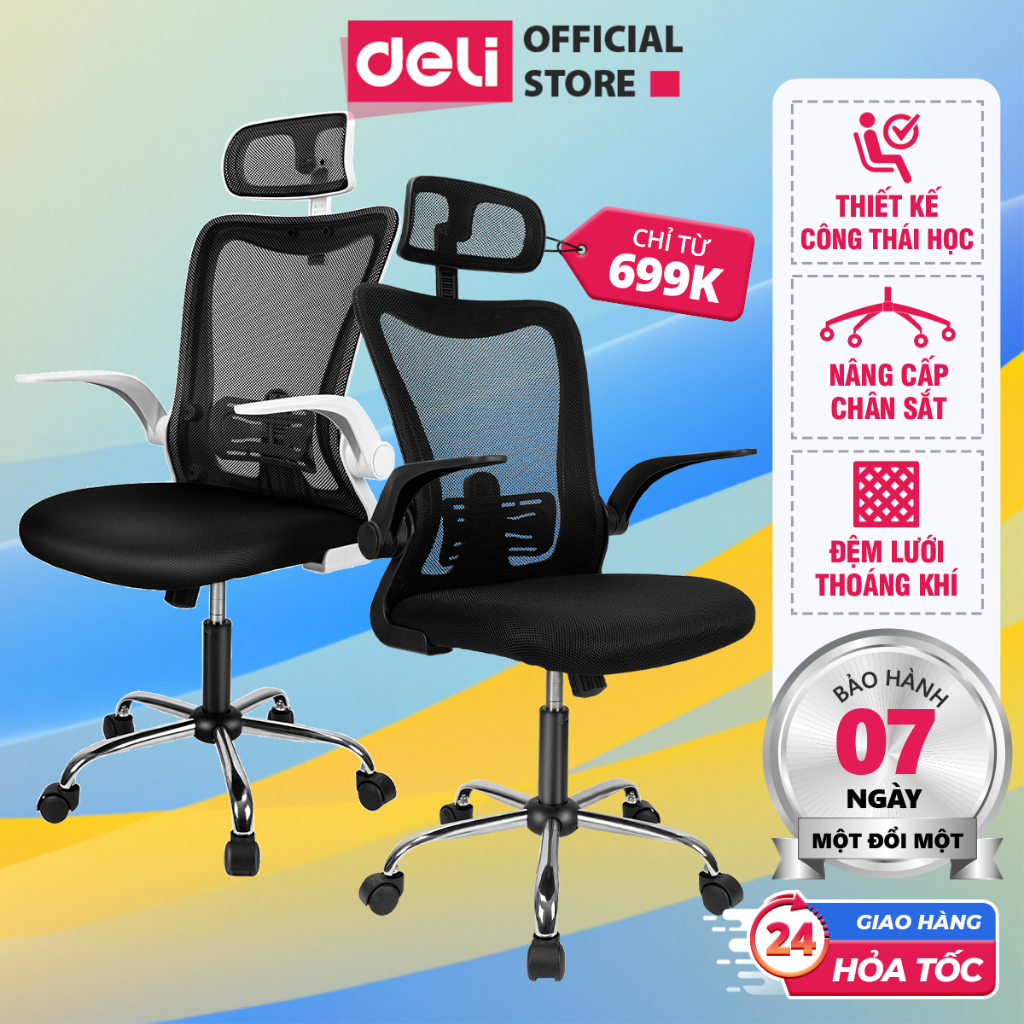 deli
OFFICIAL
STORE
CHỈ TỪ
699K
THIẾT KẾ
CÔNG THÁI HỌC
NÂNG CẤP
CHÂN SẮT
ĐỆM LƯỚI
THOÁNG KHÍ
BẢO HÀNH
07
NGÀY
MỘT ĐỔI MỘT
24
GIAO HÀNG
HỎA TỐC